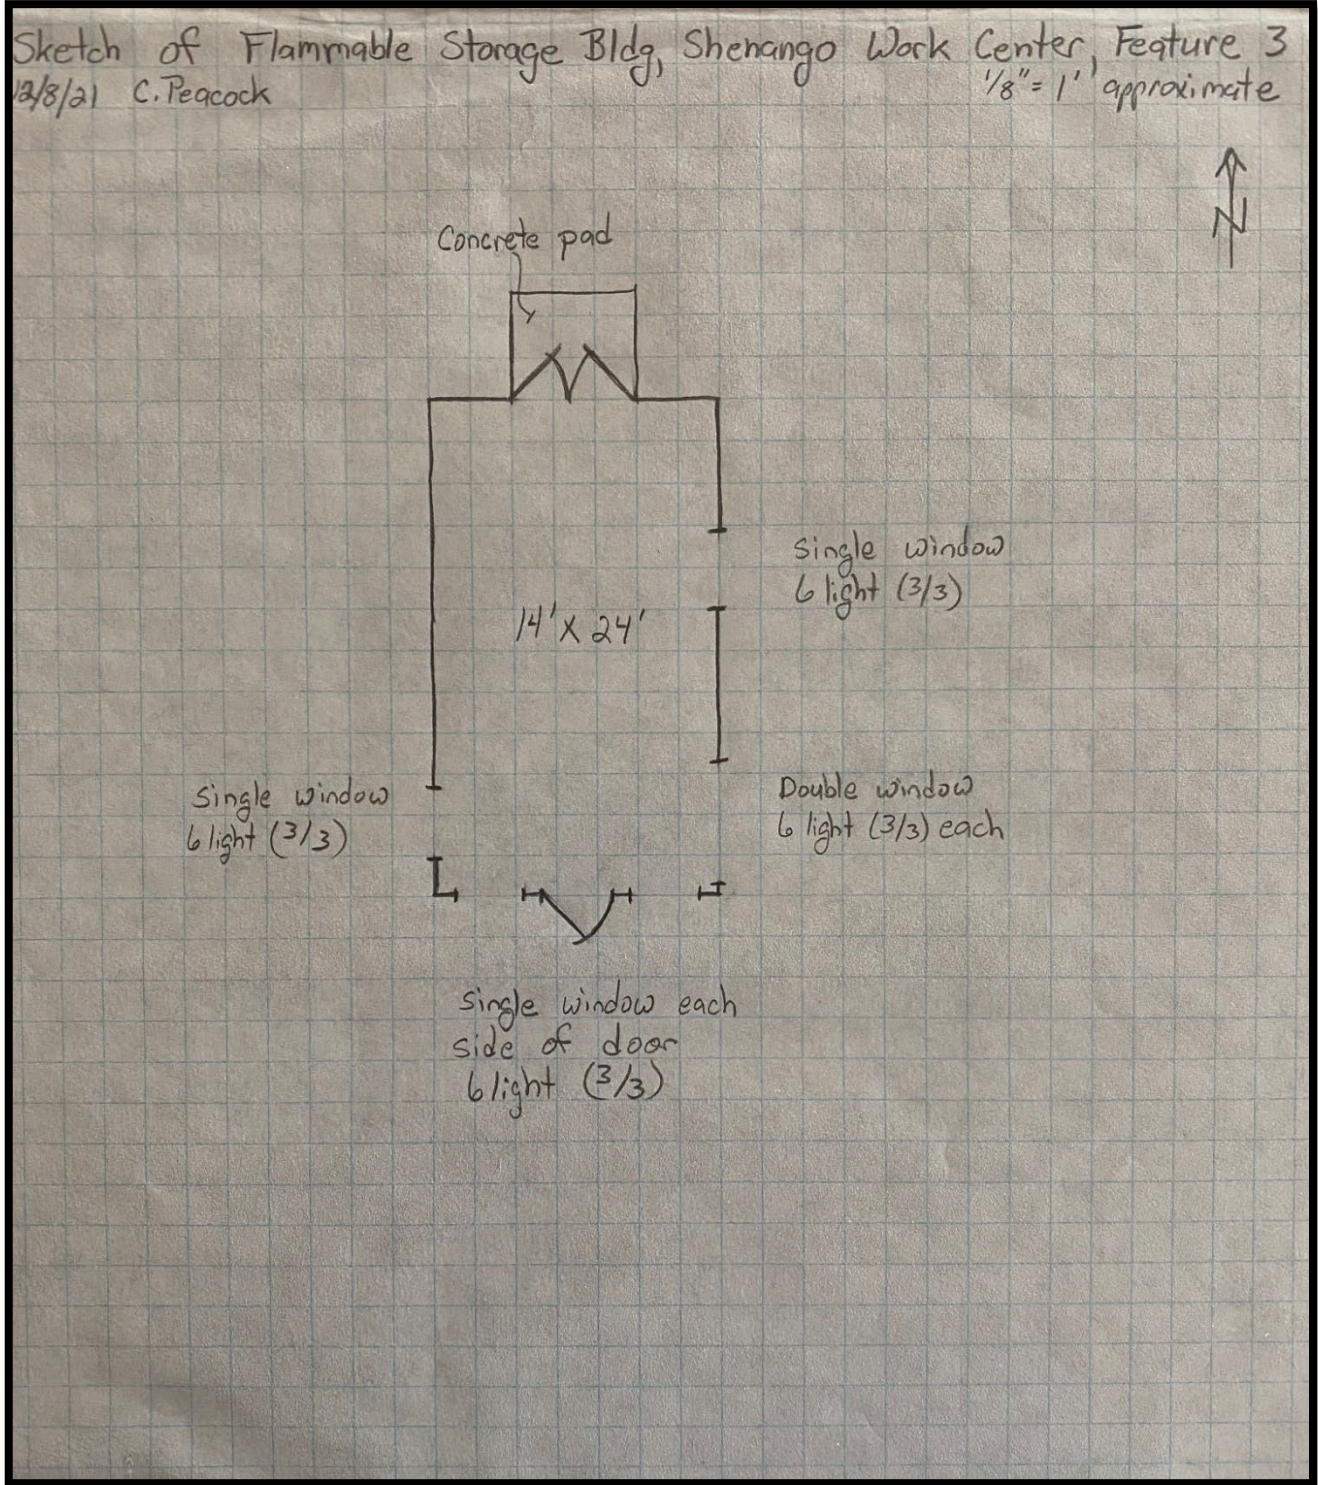 Sketch of Flammable Storage Bldg, Shenango Work Center, Feature 3
12/8/21 C. Peacock
1/8" = 1' approximate
N
Concrete pad
Single window
6 light (3/3)
14' x 24'
Single window
6 light (3/3)
Double window
6 light (3/3) each
Single window each
side of door
6 light (3/3)